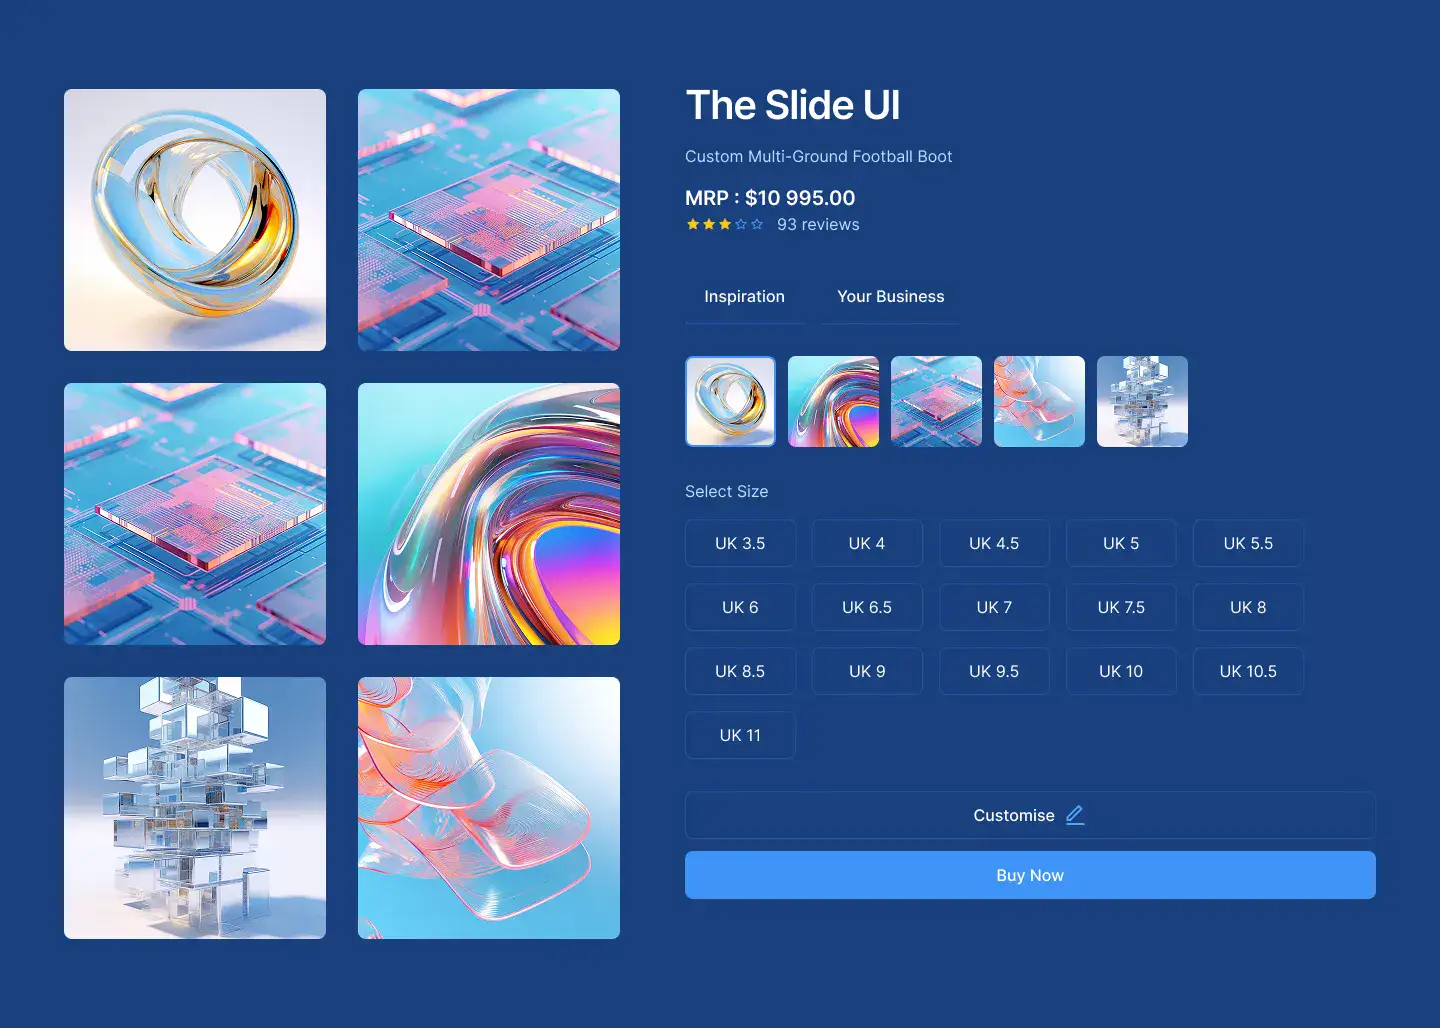 The Slide UI
Custom Multi-Ground Football Boot
MRP : $10 995.00
93 reviews
Inspiration Your Business
Select Size
UK 3.5 UK 4 UK 4.5 UK 5 UK 5.5
UK 6 UK 6.5 UK 7 UK 7.5 UK 8
UK 8.5 UK 9 UK 9.5 UK 10 UK 10.5
UK 11
Customise
Buy Now